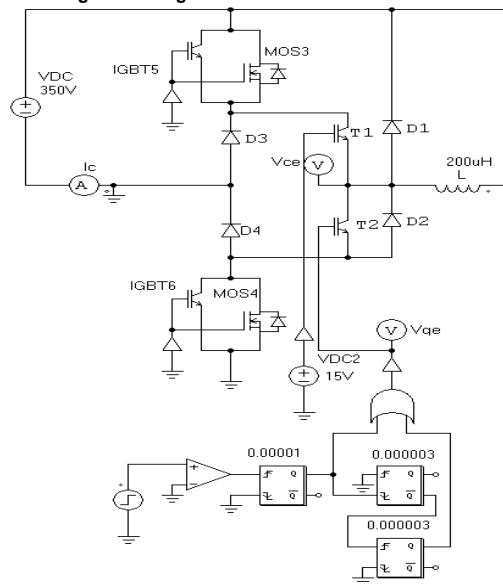 MOS3
IGBT5
VDC
350V
D3
T1
D1
Vce
V
200uH
L
Ic
A
T2
D2
D4
IGBT6
MOS4
V
Vge
VDC2
15V
0.00001
0.000003
Q
Q
Q
Q
0.000003
Q
Q